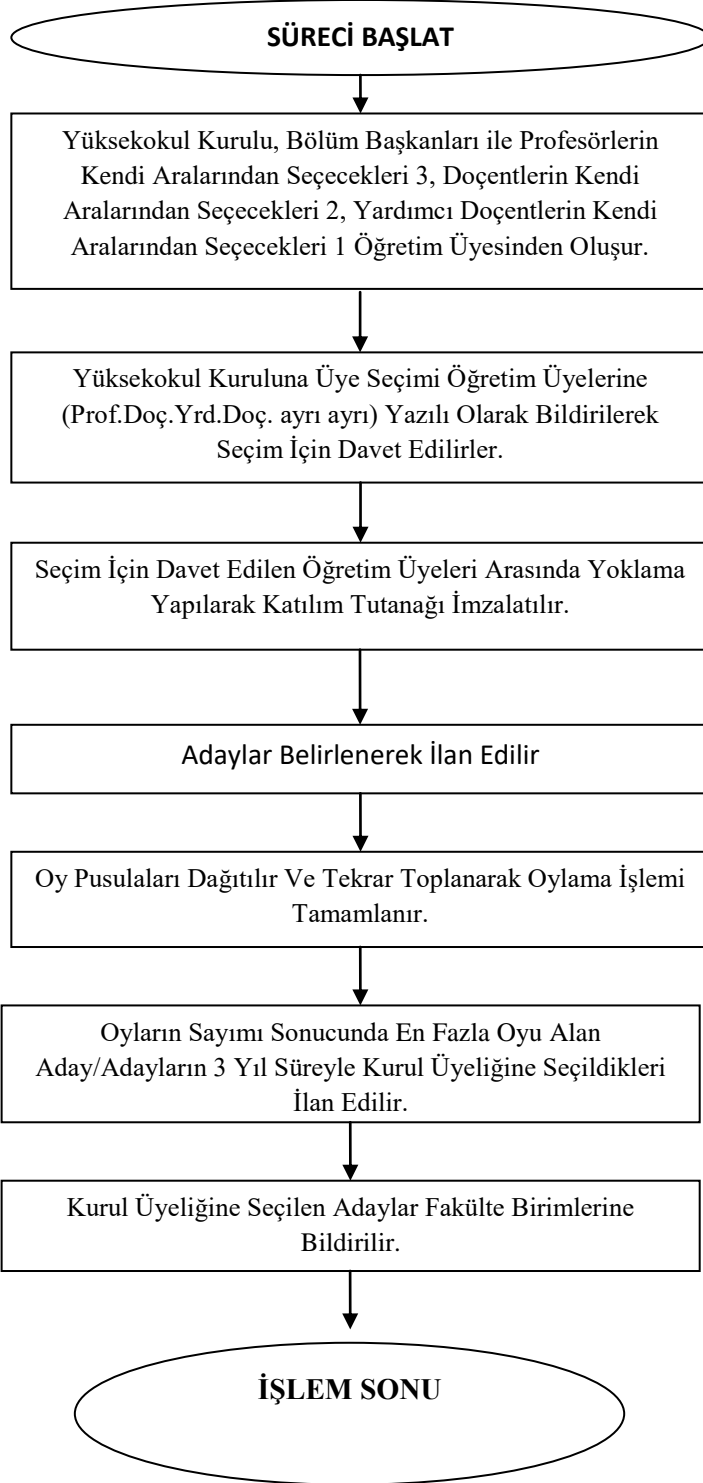 SÜRECİ BAŞLAT
Yüksekokul Kurulu, Bölüm Başkanları ile Profesörlerin
Kendi Aralarından Seçecekleri 3, Doçentlerin Kendi
Aralarından Seçecekleri 2, Yardımcı Doçentlerin Kendi
Aralarından Seçecekleri 1 Öğretim Üyesinden Oluşur.
Yüksekokul Kuruluna Üye Seçimi Öğretim Üyelerine
(Prof.Doç.Yrd.Doç. ayrı ayrı) Yazılı Olarak Bildirilerek
Seçim İçin Davet Edilirler.
Seçim İçin Davet Edilen Öğretim Üyeleri Arasında Yoklama
Yapılarak Katılım Tutanağı İmzalatılır.
Adaylar Belirlenerek İlan Edilir
Oy Pusulaları Dağıtılır Ve Tekrar Toplanarak Oylama İşlemi
Tamamlanır.
Oyların Sayımı Sonucunda En Fazla Oyu Alan
Aday/Adayların 3 Yıl Süreyle Kurul Üyeliğine Seçildikleri
İlan Edilir.
Kurul Üyeliğine Seçilen Adaylar Fakülte Birimlerine
Bildirilir.
İŞLEM SONU